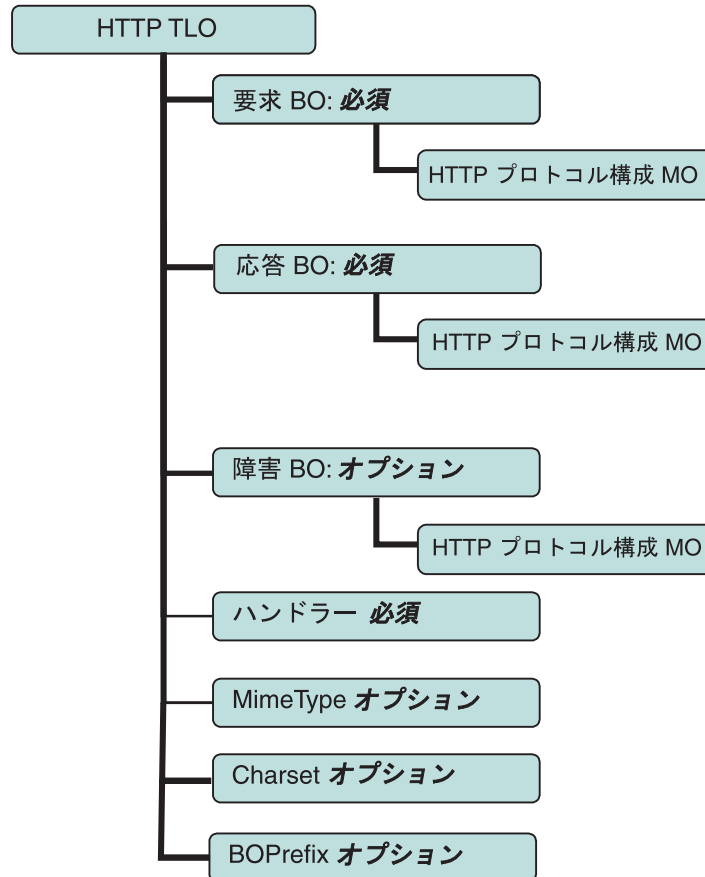 HTTP TLO
要求 BO: 必須
HTTP プロトコル構成 MO
応答 BO: 必須
HTTP プロトコル構成 MO
障害 BO: オプション
HTTP プロトコル構成 MO
ハンドラー 必須
MimeType オプション
Charset オプション
BOPrefix オプション